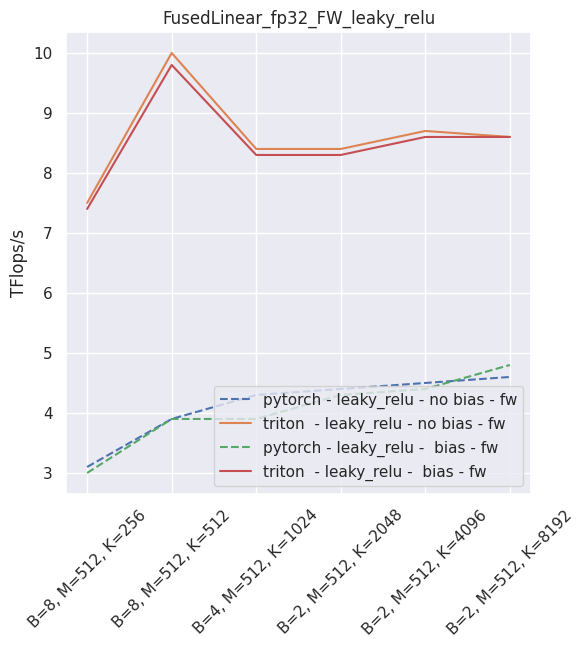 FusedLinear_fp32_FW_leaky_relu
10
9
8
7
6
5
4
3
TFlops/s
pytorch - leaky_relu - no bias - fw
triton  - leaky_relu - no bias - fw
pytorch - leaky_relu -  bias - fw
triton  - leaky_relu -  bias - fw
B=8, M=512, K=256
B=8, M=512, K=512
B=4, M=512, K=1024
B=2, M=512, K=2048
B=2, M=512, K=4096
B=2, M=512, K=8192